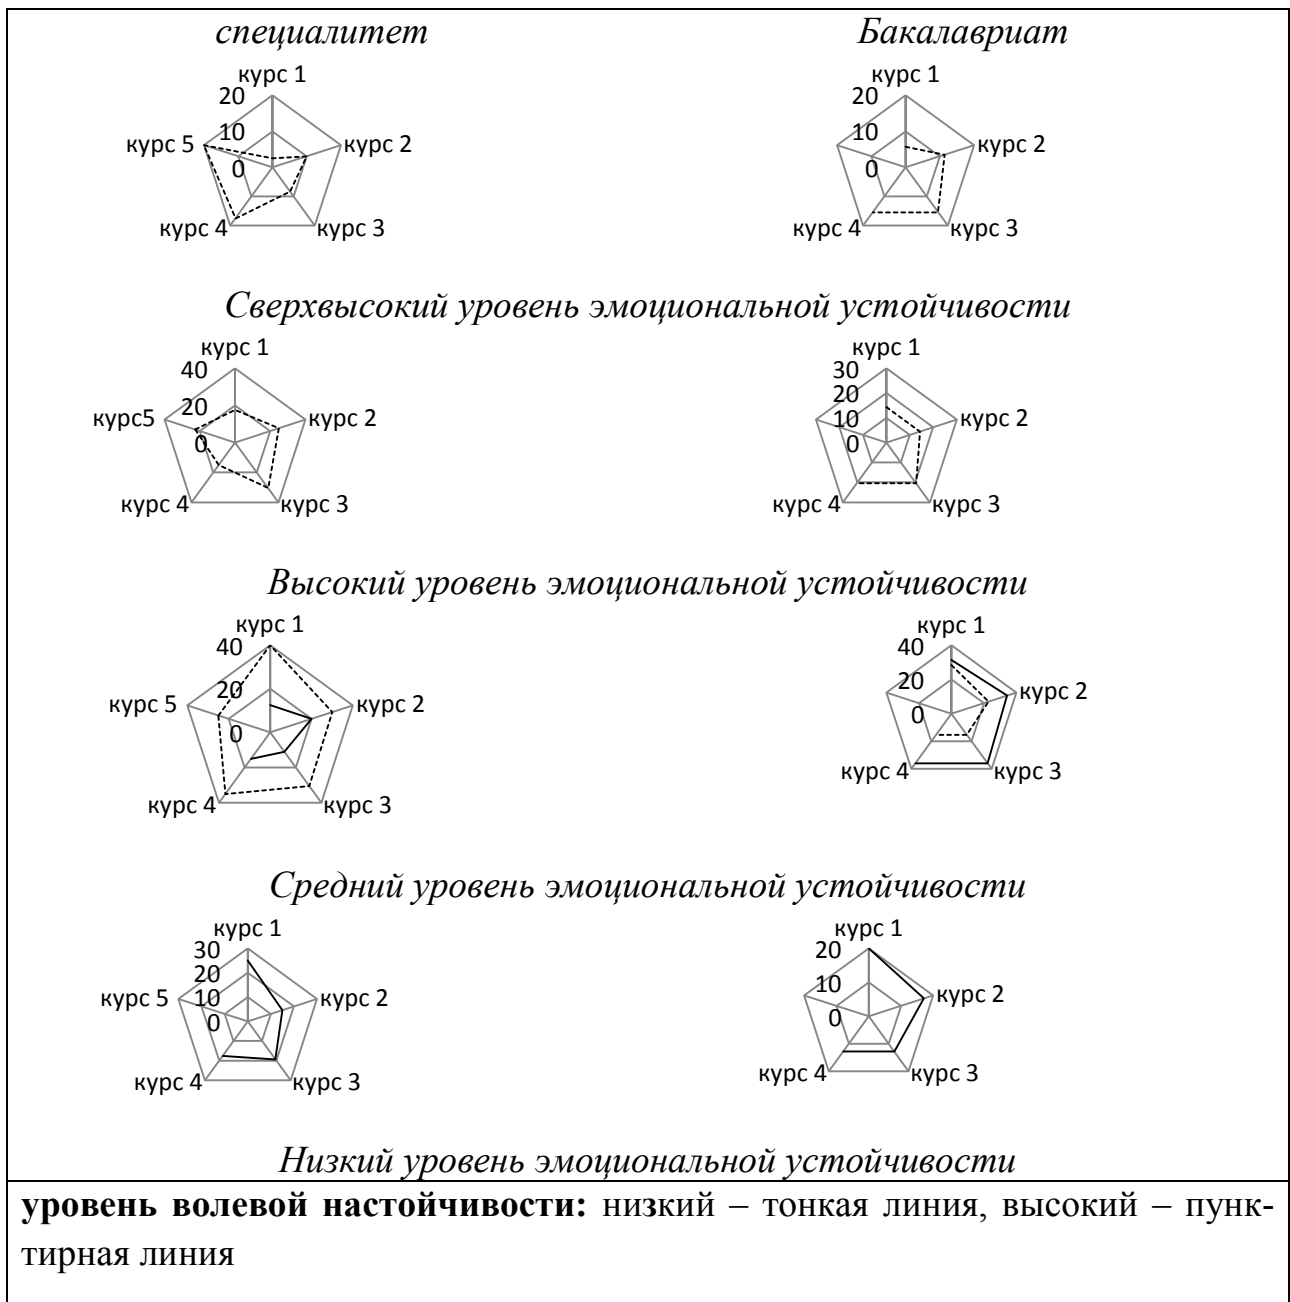 специалитет Бакалавриат
курс 1 курс 1
20 20
10 10
курс 5 курс 2 курс 2
0 0
курс 4 курс 3 курс 4 курс 3
Сверхвысокий уровень эмоциональной устойчивости
курс 1 курс 1
40 30
20 20
курс5 курс 2 10 курс 2
0 0
курс 4 курс 3 курс 4 курс 3
Высокий уровень эмоциональной устойчивости
курс 1 курс 1
40 40
20 20
курс 5 курс 2 курс 2
0 0
курс 4 курс 3 курс 4 курс 3
Средний уровень эмоциональной устойчивости
курс 1 курс 1
30 20
20 10
курс 5 10 курс 2 курс 2
0 0
курс 4 курс 3 курс 4 курс 3
Низкий уровень эмоциональной устойчивости
уровень волевой настойчивости: низкий – тонкая линия, высокий – пунк-
тирная линия